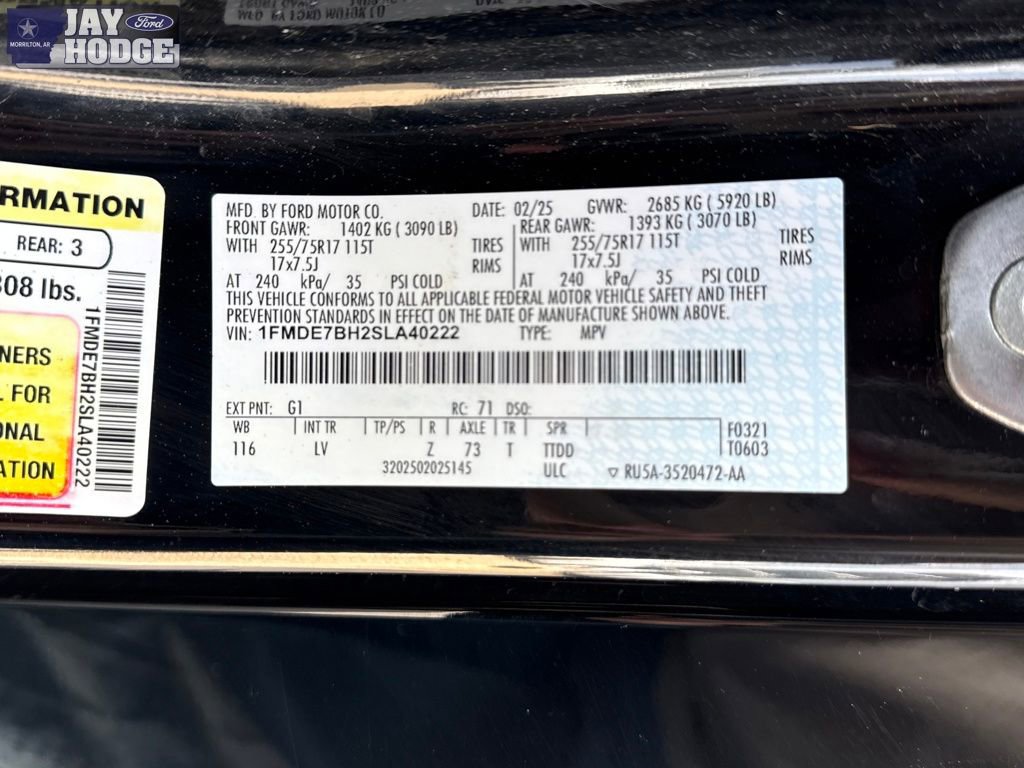 JAY
HODGE
Ford
MORRILTON, AR
RMATION
REAR: 3
308 lbs.
NERS
L FOR
ONAL
1FMDE7BH2SLA40222
MFD. BY FORD MOTOR CO. DATE: 02/25 GVWR: 2685 KG ( 5920 LB)
FRONT GAWR: 1402 KG ( 3090 LB) REAR GAWR: 1393 KG ( 3070 LB)
WITH 255/75R17 115T TIRES WITH 255/75R17 115T TIRES
17x7.5J RIMS 17x7.5J RIMS
AT 240 kPa/ 35 PSI COLD AT 240 kPa/ 35 PSI COLD
THIS VEHICLE CONFORMS TO ALL APPLICABLE FEDERAL MOTOR VEHICLE SAFETY AND THEFT
PREVENTION STANDARDS IN EFFECT ON THE DATE OF MANUFACTURE SHOWN ABOVE.
VIN: 1FMDE7BH2SLA40222 TYPE: MPV
EXT PNT: G1 RC: 71 DSO:
WB INT TR TP/PS R AXLE TR SPR F0321
116 LV Z 73 T TTDD T0603
3202502025145 ULC ▽ RU5A-3520472-AA